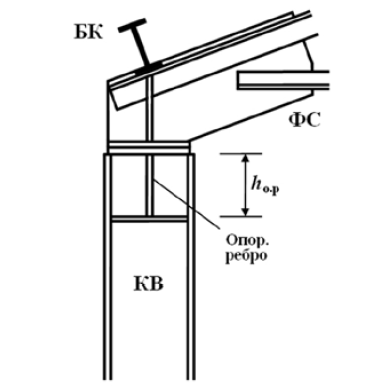 БК
ФС
hо.р
Опор.
ребро
КВ